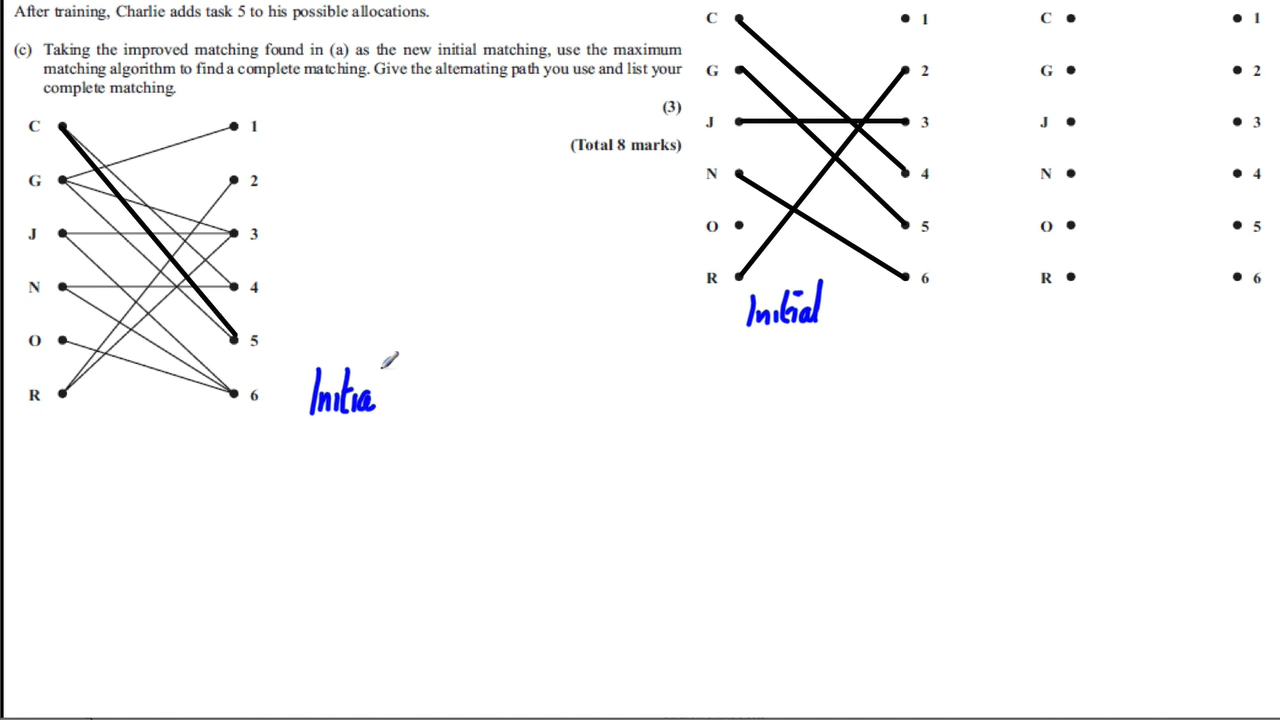 After training, Charlie adds task 5 to his possible allocations.
(c) Taking the improved matching found in (a) as the new initial matching, use the maximum
matching algorithm to find a complete matching. Give the alternating path you use and list your
complete matching.
(3)
(Total 8 marks)
C 1
G 2
J 3
N 4
O 5
R 6
Initia
C 1
G 2
J 3
N 4
O 5
R 6
Initial
C 1
G 2
J 3
N 4
O 5
R 6